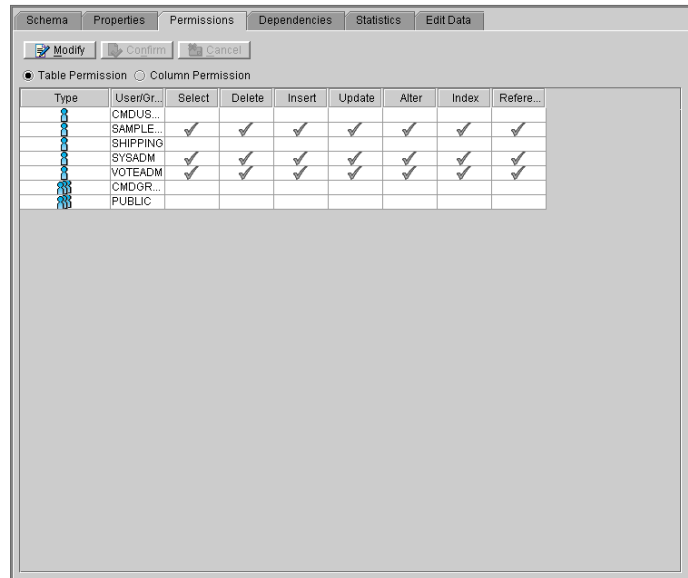 Schema Properties Permissions Dependencies Statistics Edit Data
Modify Confirm Cancel
Table Permission Column Permission
Type User/Gr... Select Delete Insert Update Alter Index Refere...
CMDUS...
SAMPLE...
SHIPPING
SYSADM
VOTEADM
CMDGR...
PUBLIC